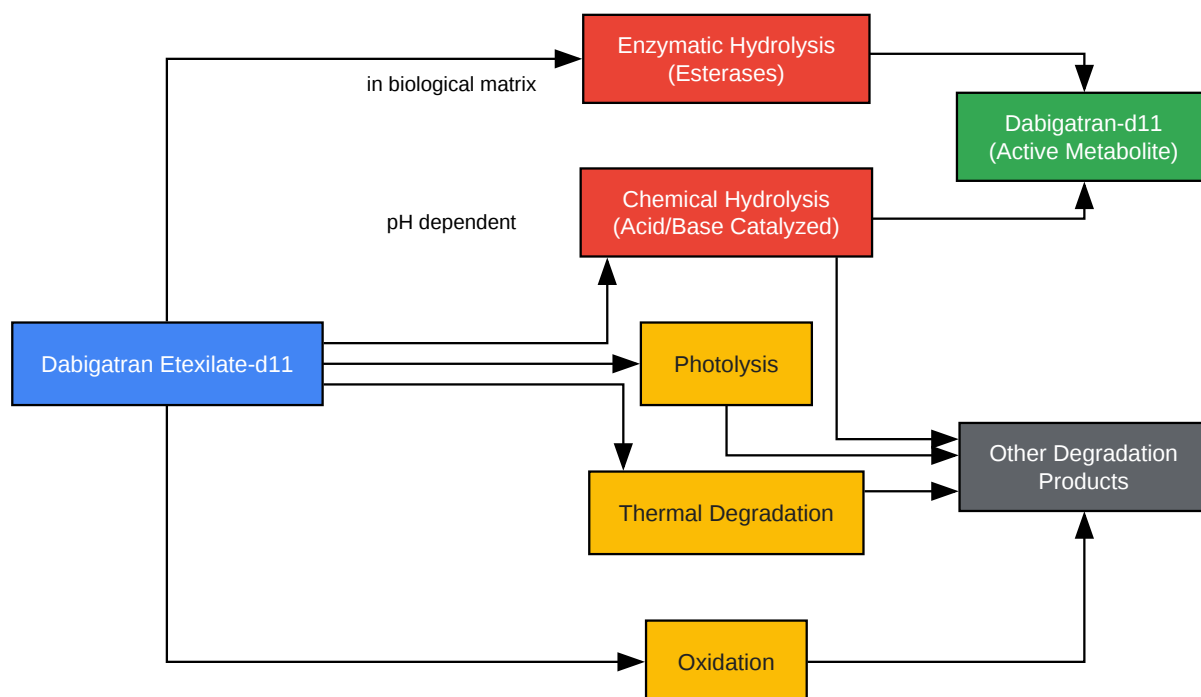 Enzymatic Hydrolysis
(Esterases)
in biological matrix
Dabigatran-d11
(Active Metabolite)
Chemical Hydrolysis
(Acid/Base Catalyzed)
pH dependent
Dabigatran Etexilate-d11
Photolysis
Other Degradation
Products
Thermal Degradation
Oxidation